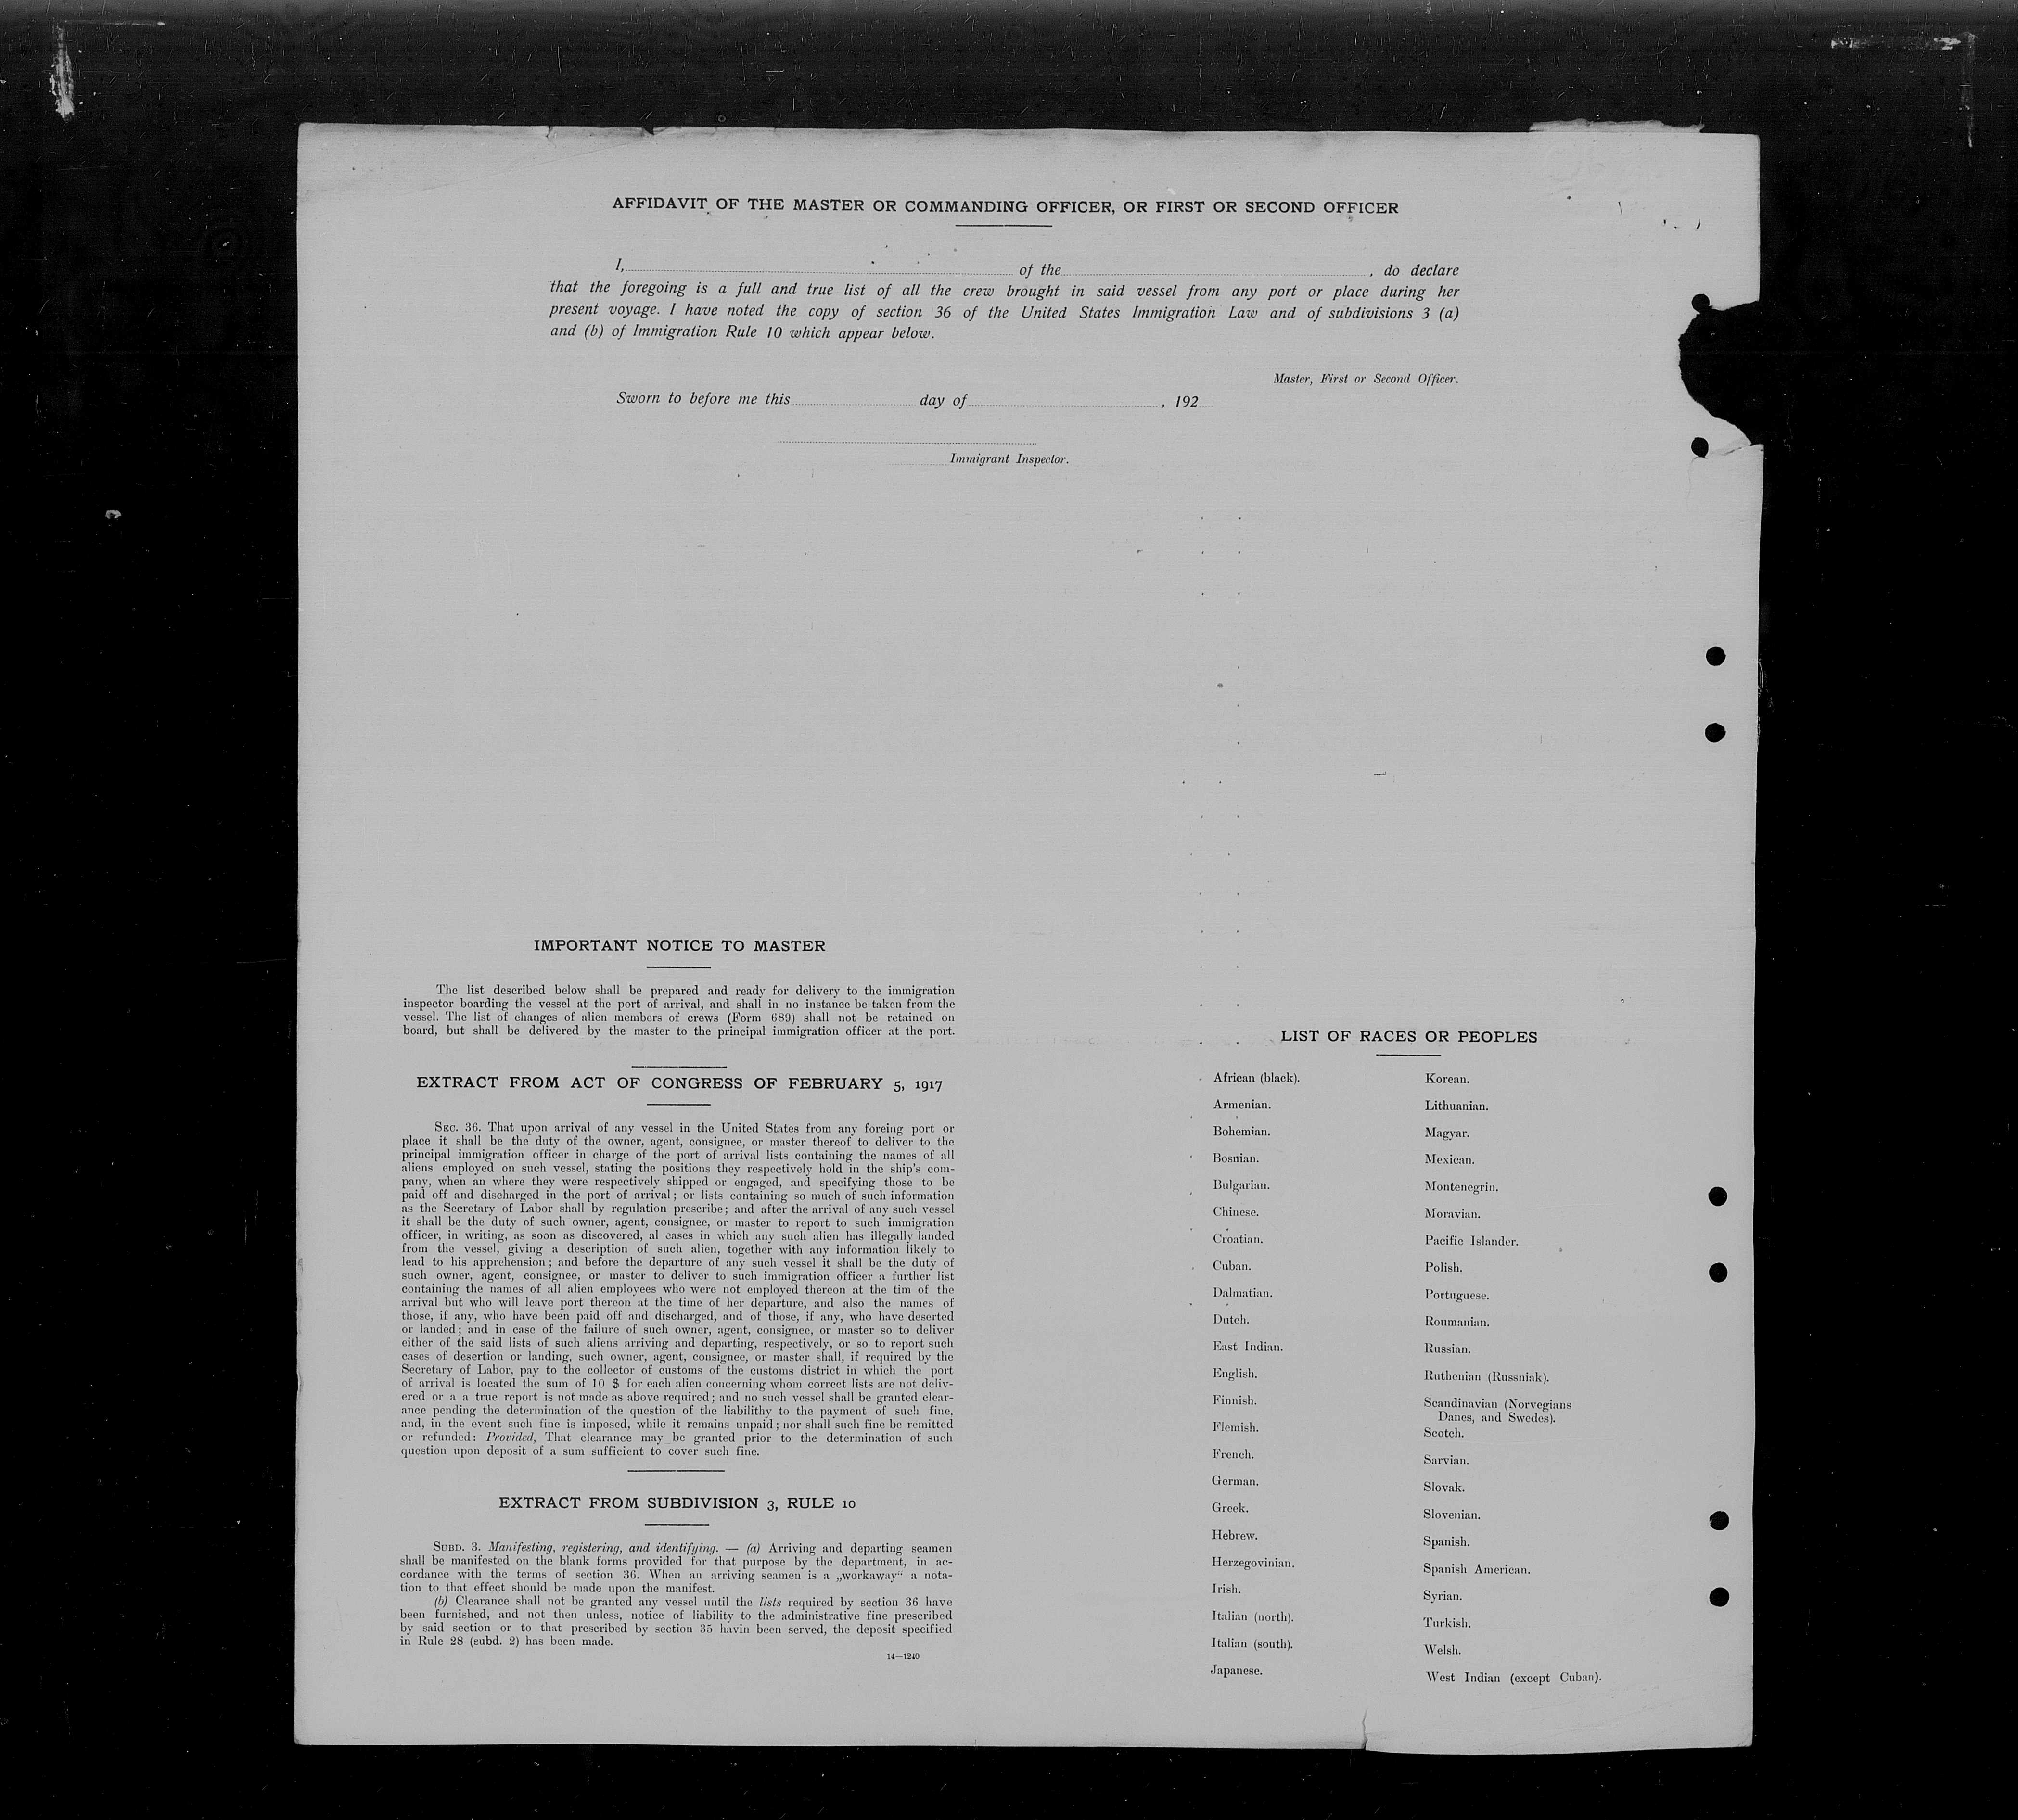 AFFIDAVIT OF THE MASTER OR COMMANDING OFFICER, OR FIRST OR SECOND OFFICER
I, of the , do declare
that the foregoing is a full and true list of all the crew brought in said vessel from any port or place during her
present voyage. I have noted the copy of section 36 of the United States Immigration Law and of subdivisions 3 (a)
and (b) of Immigration Rule 10 which appear below.
Master, First or Second Officer.
Sworn to before me this day of , 192
Immigrant Inspector.
IMPORTANT NOTICE TO MASTER
The list described below shall be prepared and ready for delivery to the immigration
inspector boarding the vessel at the port of arrival, and shall in no instance be taken from the
vessel. The list of changes of alien members of crews (Form 689) shall not be retained on
board, but shall be delivered by the master to the principal immigration officer at the port.
EXTRACT FROM ACT OF CONGRESS OF FEBRUARY 5, 1917
SEC. 36. That upon arrival of any vessel in the United States from any foreing port or
place it shall be the duty of the owner, agent, consignee, or master thereof to deliver to the
principal immigration officer in charge of the port of arrival lists containing the names of all
aliens employed on such vessel, stating the positions they respectively hold in the ship's com-
pany, when an where they were respectively shipped or engaged, and specifying those to be
paid off and discharged in the port of arrival; or lists containing so much of such information
as the Secretary of Labor shall by regulation prescribe; and after the arrival of any such vessel
it shall be the duty of such owner, agent, consignee, or master to report to such immigration
officer, in writing, as soon as discovered, al cases in which any such alien has illegally landed
from the vessel, giving a description of such alien, together with any information likely to
lead to his apprehension; and before the departure of any such vessel it shall be the duty of
such owner, agent, consignee, or master to deliver to such immigration officer a further list
containing the names of all alien employees who were not employed thereon at the tim of the
arrival but who will leave port thereon at the time of her departure, and also the names of
those, if any, who have been paid off and discharged, and of those, if any, who have deserted
or landed; and in case of the failure of such owner, agent, consignee, or master so to deliver
either of the said lists of such aliens arriving and departing, respectively, or so to report such
cases of desertion or landing, such owner, agent, consignee, or master shall, if required by the
Secretary of Labor, pay to the collector of customs of the customs district in which the port
of arrival is located the sum of 10 $ for each alien concerning whom correct lists are not deliv-
ered or a a true report is not made as above required; and no such vessel shall be granted clear-
ance pending the determination of the question of the liabilithy to the payment of such fine,
and, in the event such fine is imposed, while it remains unpaid; nor shall such fine be remitted
or refunded: Provided, That clearance may be granted prior to the determination of such
question upon deposit of a sum sufficient to cover such fine.
EXTRACT FROM SUBDIVISION 3, RULE 10
SUBD. 3. Manifesting, registering, and identifying. — (a) Arriving and departing seamen
shall be manifested on the blank forms provided for that purpose by the department, in ac-
cordance with the terms of section 36. When an arriving seamen is a „workaway“ a nota-
tion to that effect should be made upon the manifest.
(b) Clearance shall not be granted any vessel until the lists required by section 36 have
been furnished, and not then unless, notice of liability to the administrative fine prescribed
by said section or to that prescribed by section 35 havin been served, the deposit specified
in Rule 28 (subd. 2) has been made.
14—1240
LIST OF RACES OR PEOPLES
African (black).
Armenian.
Bohemian.
Bosnian.
Bulgarian.
Chinese.
Croatian.
Cuban.
Dalmatian.
Dutch.
East Indian.
English.
Finnish.
Flemish.
French.
German.
Greek.
Hebrew.
Herzegovinian.
Irish.
Italian (north).
Italian (south).
Japanese.
Korean.
Lithuanian.
Magyar.
Mexican.
Montenegrin.
Moravian.
Pacific Islander.
Polish.
Portuguese.
Roumanian.
Russian.
Ruthenian (Russniak).
Scandinavian (Norvegians
Danes, and Swedes).
Scotch.
Sarvian.
Slovak.
Slovenian.
Spanish.
Spanish American.
Syrian.
Turkish.
Welsh.
West Indian (except Cuban).